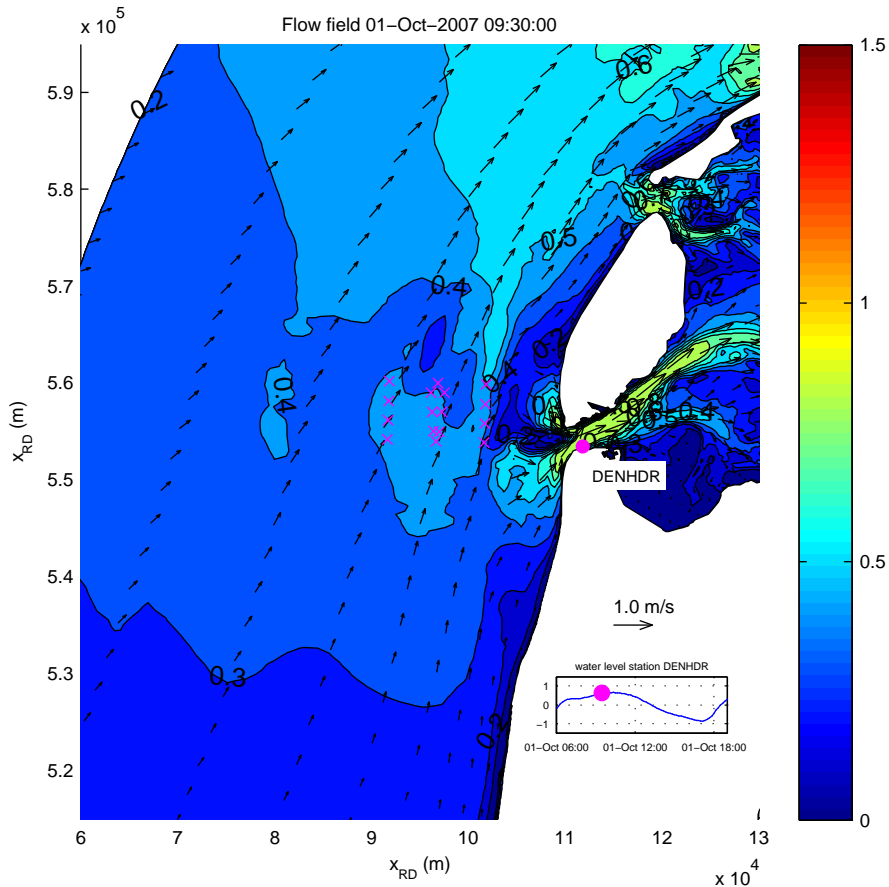 Flow field 01−Oct−2007 09:30:00
x 10⁵
5.9
5.8
5.7
5.6
5.5
5.4
5.3
5.2
x_RD (m)
6 7 8 9 10 11 12 13
x_RD (m)
x 10⁴
1.5
1
0.5
0
0.2
0.6
0.5
0.4
0.2
0.4
0.4
0.3
0.2
DENHDR
1.0 m/s
water level station DENHDR
1
0
−1
01−Oct 06:00 01−Oct 12:00 01−Oct 18:00